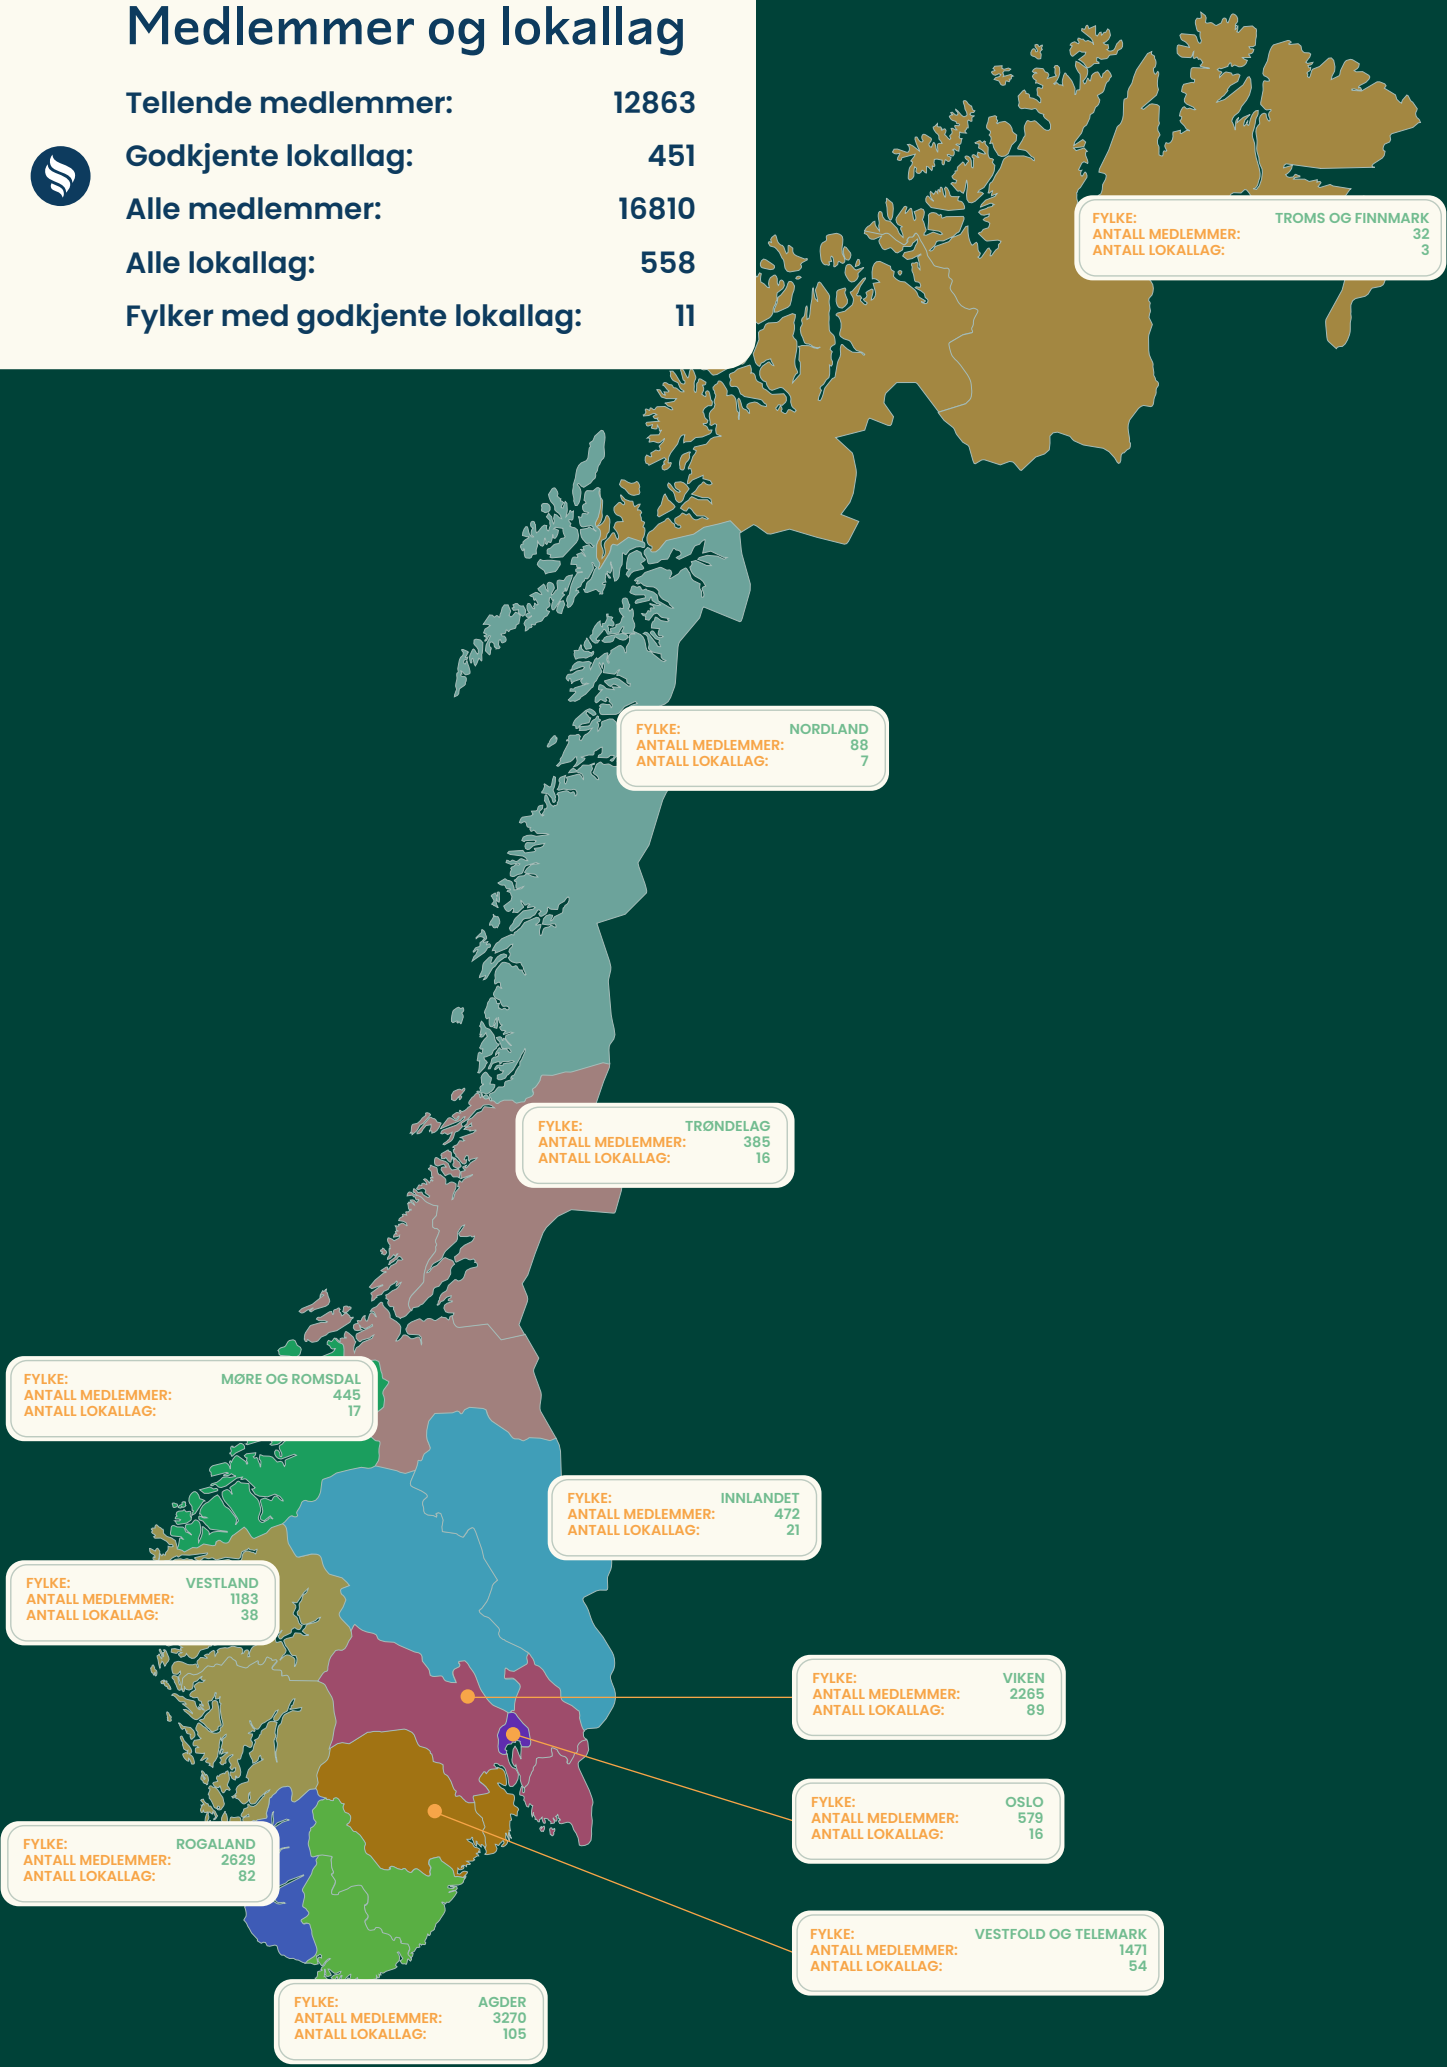 Medlemmer og lokallag
Tellende medlemmer: 12863
Godkjente lokallag: 451
Alle medlemmer: 16810
Alle lokallag: 558
Fylker med godkjente lokallag: 11
FYLKE: TROMS OG FINNMARK
ANTALL MEDLEMMER: 32
ANTALL LOKALLAG: 3
FYLKE: NORDLAND
ANTALL MEDLEMMER: 88
ANTALL LOKALLAG: 7
FYLKE: TRØNDELAG
ANTALL MEDLEMMER: 385
ANTALL LOKALLAG: 16
FYLKE: MØRE OG ROMSDAL
ANTALL MEDLEMMER: 445
ANTALL LOKALLAG: 17
FYLKE: INNLANDET
ANTALL MEDLEMMER: 472
ANTALL LOKALLAG: 21
FYLKE: VESTLAND
ANTALL MEDLEMMER: 1183
ANTALL LOKALLAG: 38
FYLKE: VIKEN
ANTALL MEDLEMMER: 2265
ANTALL LOKALLAG: 89
FYLKE: OSLO
ANTALL MEDLEMMER: 579
ANTALL LOKALLAG: 16
FYLKE: ROGALAND
ANTALL MEDLEMMER: 2629
ANTALL LOKALLAG: 82
FYLKE: VESTFOLD OG TELEMARK
ANTALL MEDLEMMER: 1471
ANTALL LOKALLAG: 54
FYLKE: AGDER
ANTALL MEDLEMMER: 3270
ANTALL LOKALLAG: 105